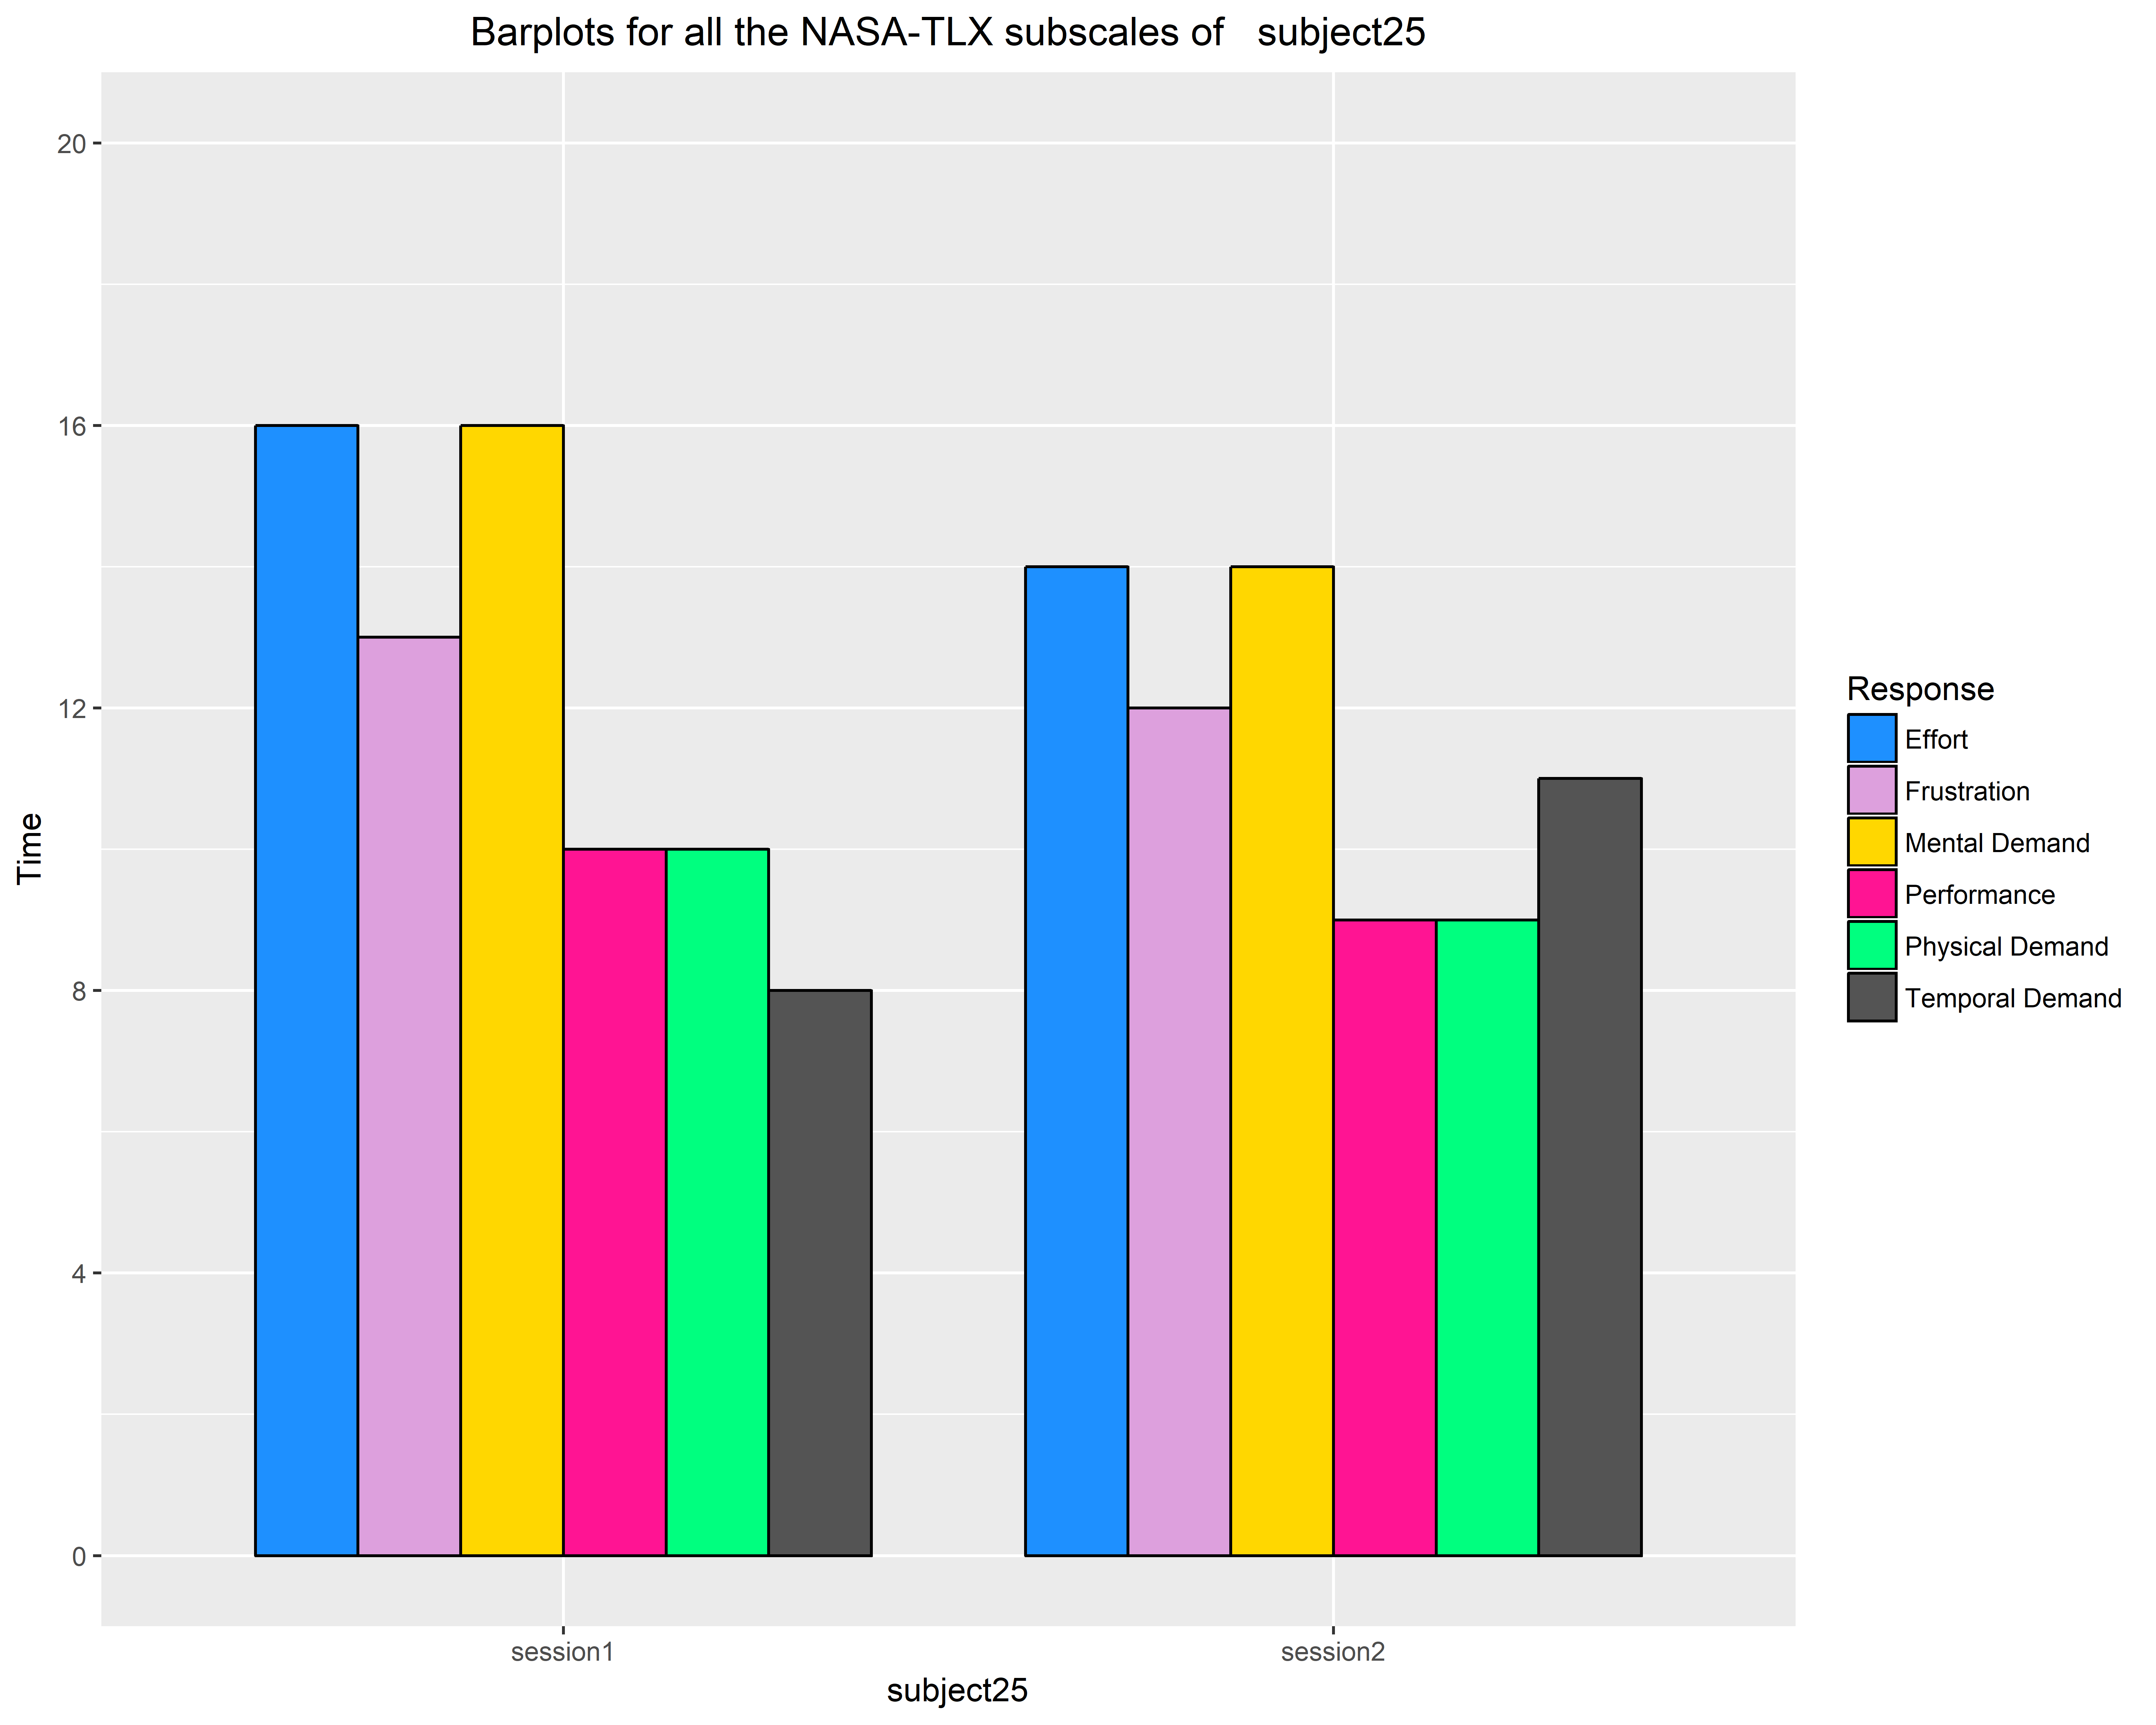 Barplots for all the NASA-TLX subscales of   subject25
20
16
12
8
4
0
Time
session1
session2
subject25
Response
Effort
Frustration
Mental Demand
Performance
Physical Demand
Temporal Demand